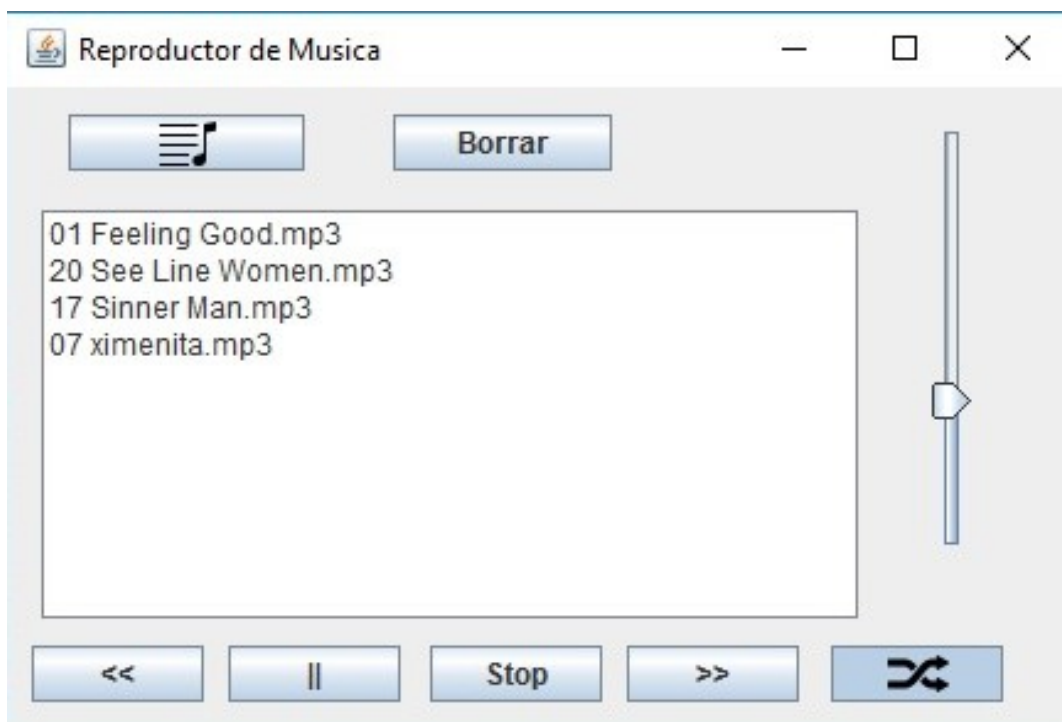 Reproductor de Musica
Borrar
01 Feeling Good.mp3
20 See Line Women.mp3
17 Sinner Man.mp3
07 ximenita.mp3
<< || Stop >>